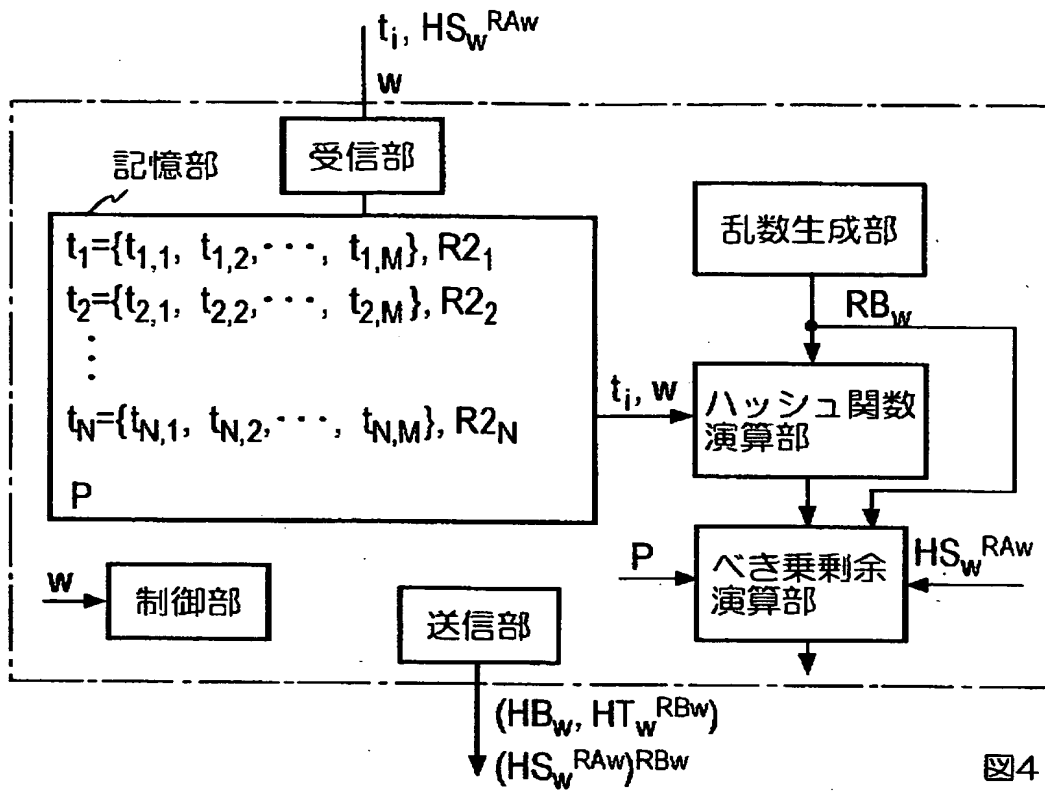 t_i, HS_w^RAw
w
受信部
記憶部
t_1={t_1,1, t_1,2,・・・, t_1,M}, R2_1
t_2={t_2,1, t_2,2,・・・, t_2,M}, R2_2
・
・
・
t_N={t_N,1, t_N,2,・・・, t_N,M}, R2_N
P
乱数生成部
RB_w
t_i, w
ハッシュ関数
演算部
P
べき乗剰余
演算部
HS_w^RAw
w
制御部
送信部
(HB_w, HT_w^RBw)
(HS_w^RAw)^RBw
図4